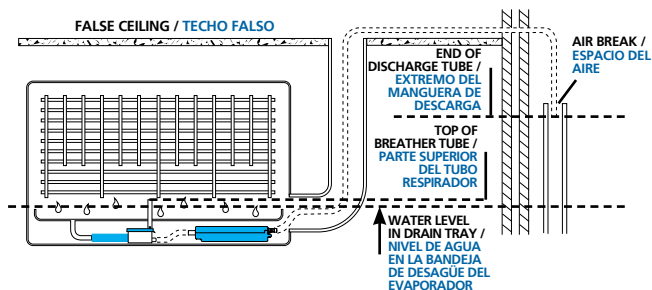 FALSE CEILING / TECHO FALSO
END OF
DISCHARGE TUBE /
EXTREMO DEL
MANGUERA DE
DESCARGA
AIR BREAK /
ESPACIO DEL
AIRE
TOP OF
BREATHER TUBE /
PARTE SUPERIOR
DEL TUBO
RESPIRADOR
WATER LEVEL
IN DRAIN TRAY /
NIVEL DE AGUA
EN LA BANDEJA
DE DESAGÜE DEL
EVAPORADOR